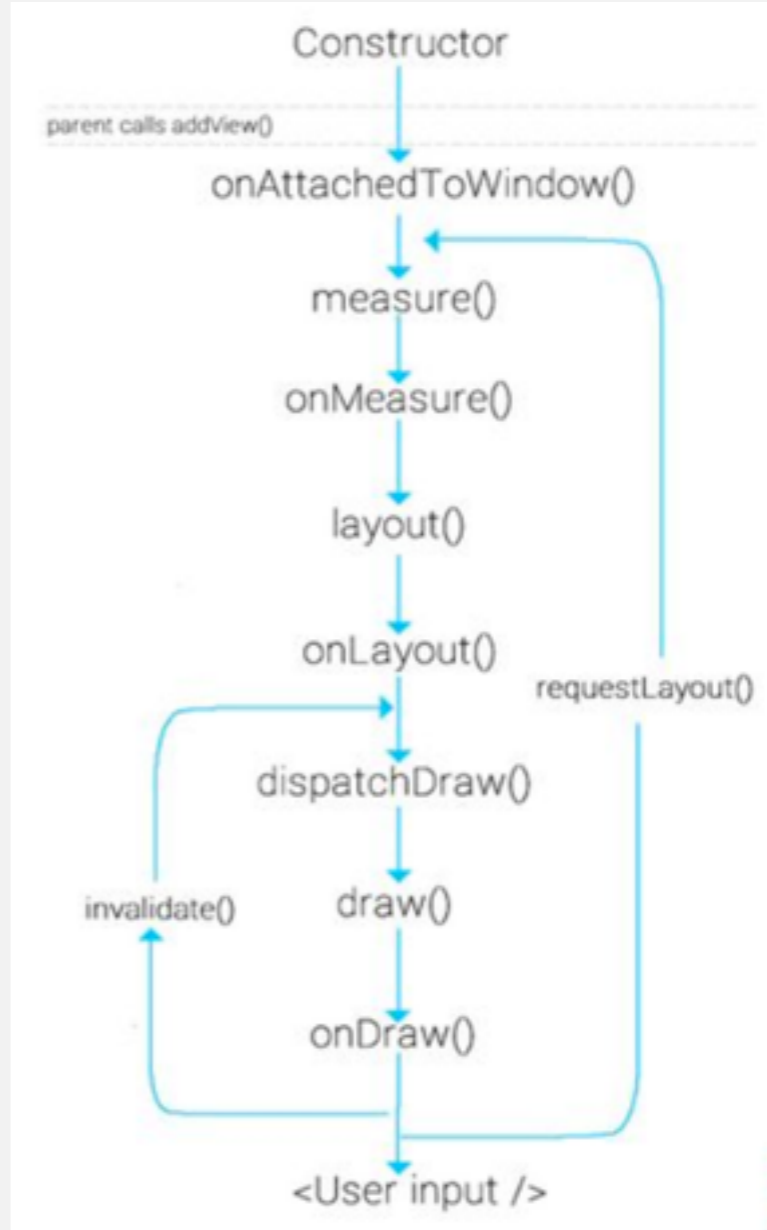 Constructor
parent calls addView()
onAttachedToWindow()
measure()
onMeasure()
layout()
onLayout()
requestLayout()
dispatchDraw()
invalidate()
draw()
onDraw()
<User input />